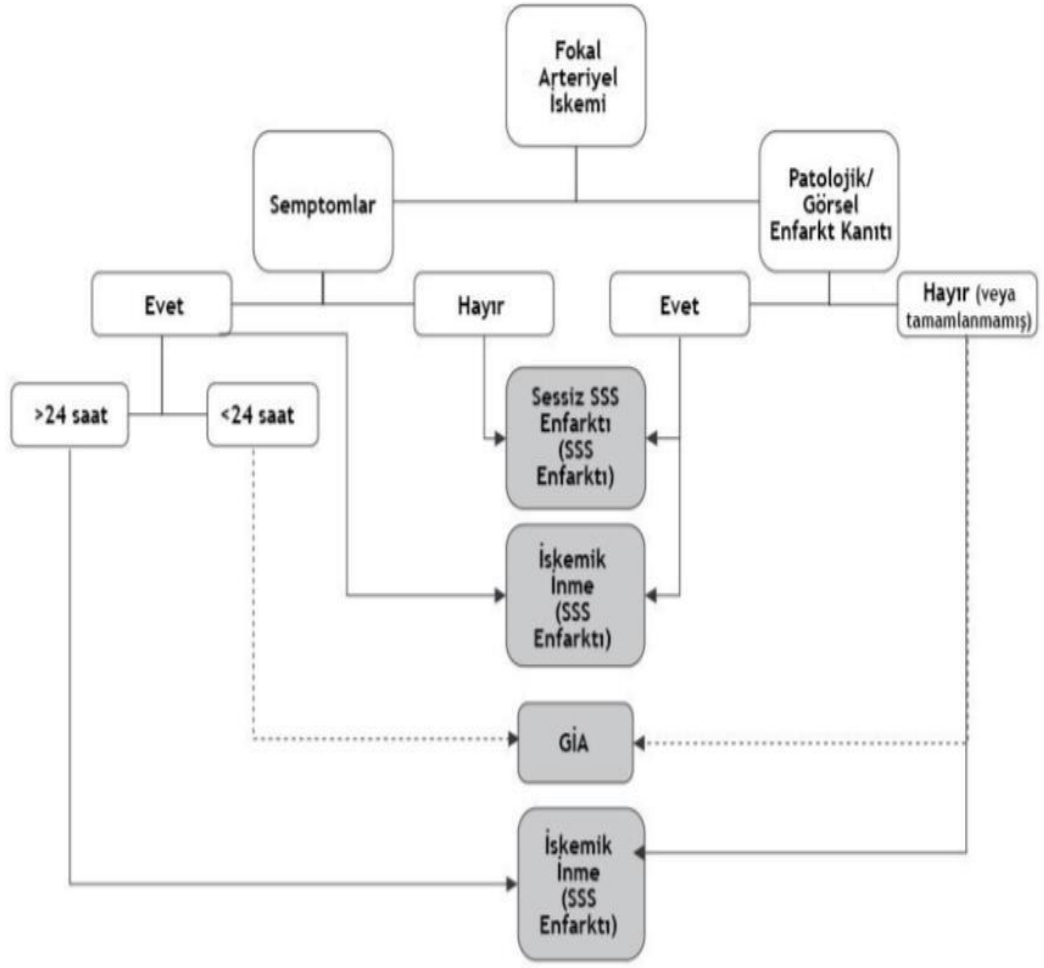 Fokal
Arteriyel
İskemi
Semptomlar
Patolojik/
Görsel
Enfarkt Kanıtı
Evet
Hayır
Evet
Hayır (veya
tamamlanmamış)
>24 saat
<24 saat
Sessiz SSS
Enfarktı
(SSS
Enfarktı)
İskemik
İnme
(SSS
Enfarktı)
GİA
İskemik
İnme
(SSS
Enfarktı)